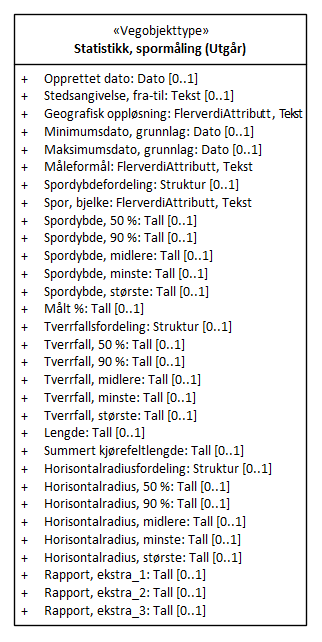 «Vegobjekttype»
Statistikk, spormåling (Utgår)
+ Opprettet dato: Dato [0..1]
+ Stedsangivelse, fra-til: Tekst [0..1]
+ Geografisk oppløsning: FlerverdiAttributt, Tekst
+ Minimumsdato, grunnlag: Dato [0..1]
+ Maksimumsdato, grunnlag: Dato [0..1]
+ Måleformål: FlerverdiAttributt, Tekst
+ Spordybdefordeling: Struktur [0..1]
+ Spor, bjelke: FlerverdiAttributt, Tekst
+ Spordybde, 50 %: Tall [0..1]
+ Spordybde, 90 %: Tall [0..1]
+ Spordybde, midlere: Tall [0..1]
+ Spordybde, minste: Tall [0..1]
+ Spordybde, største: Tall [0..1]
+ Målt %: Tall [0..1]
+ Tverrfallsfordeling: Struktur [0..1]
+ Tverrfall, 50 %: Tall [0..1]
+ Tverrfall, 90 %: Tall [0..1]
+ Tverrfall, midlere: Tall [0..1]
+ Tverrfall, minste: Tall [0..1]
+ Tverrfall, største: Tall [0..1]
+ Lengde: Tall [0..1]
+ Summert kjørefeltlengde: Tall [0..1]
+ Horisontalradiusfordeling: Struktur [0..1]
+ Horisontalradius, 50 %: Tall [0..1]
+ Horisontalradius, 90 %: Tall [0..1]
+ Horisontalradius, midlere: Tall [0..1]
+ Horisontalradius, minste: Tall [0..1]
+ Horisontalradius, største: Tall [0..1]
+ Rapport, ekstra_1: Tall [0..1]
+ Rapport, ekstra_2: Tall [0..1]
+ Rapport, ekstra_3: Tall [0..1]